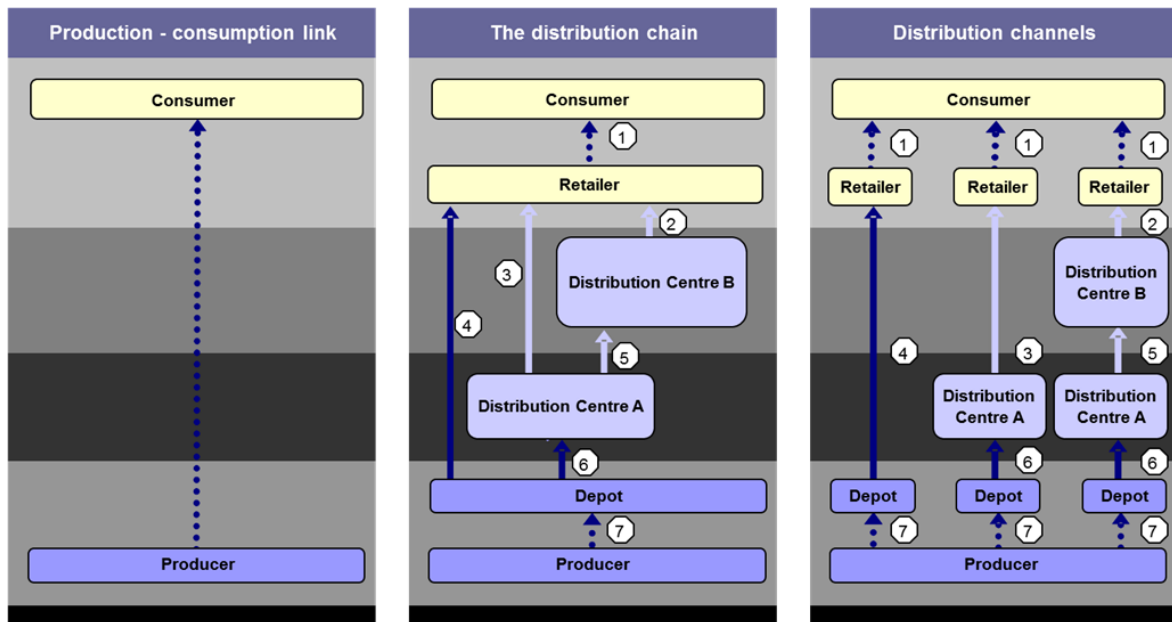 Production - consumption link
Consumer
Producer
The distribution chain
Consumer
1
Retailer
2
3
Distribution Centre B
4
5
Distribution Centre A
6
Depot
7
Producer
Distribution channels
Consumer
1 1 1
Retailer Retailer Retailer
2
Distribution
Centre B
4 3 5
Distribution Distribution
Centre A Centre A
6 6
Depot Depot Depot
7 7 7
Producer